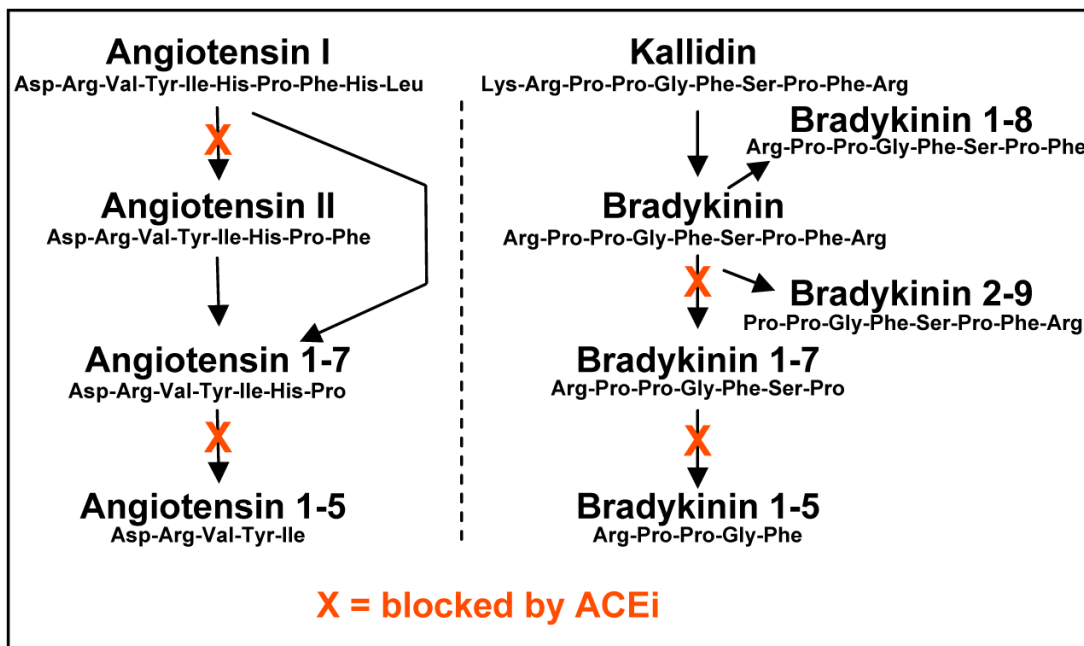 Angiotensin I
Asp-Arg-Val-Tyr-Ile-His-Pro-Phe-His-Leu
X
Angiotensin II
Asp-Arg-Val-Tyr-Ile-His-Pro-Phe
Angiotensin 1-7
Asp-Arg-Val-Tyr-Ile-His-Pro
X
Angiotensin 1-5
Asp-Arg-Val-Tyr-Ile
Kallidin
Lys-Arg-Pro-Pro-Gly-Phe-Ser-Pro-Phe-Arg
Bradykinin 1-8
Arg-Pro-Pro-Gly-Phe-Ser-Pro-Phe
Bradykinin
Arg-Pro-Pro-Gly-Phe-Ser-Pro-Phe-Arg
X
Bradykinin 2-9
Pro-Pro-Gly-Phe-Ser-Pro-Phe-Arg
Bradykinin 1-7
Arg-Pro-Pro-Gly-Phe-Ser-Pro
X
Bradykinin 1-5
Arg-Pro-Pro-Gly-Phe
X = blocked by ACEi